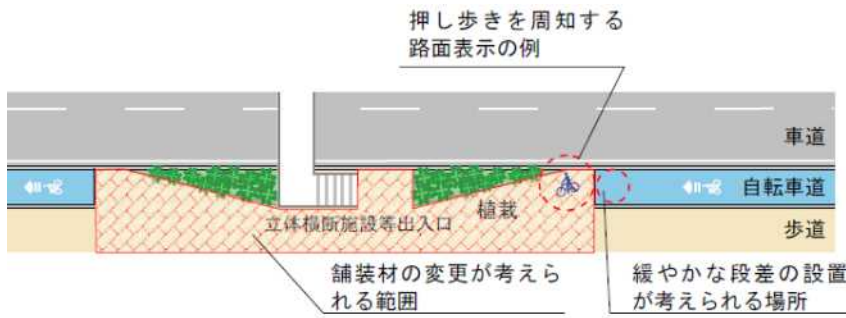 押し歩きを周知する
路面表示の例
車道
自転車道
歩道
植栽
立体横断施設等出入口
舗装材の変更が考えら
れる範囲
緩やかな段差の設置
が考えられる場所